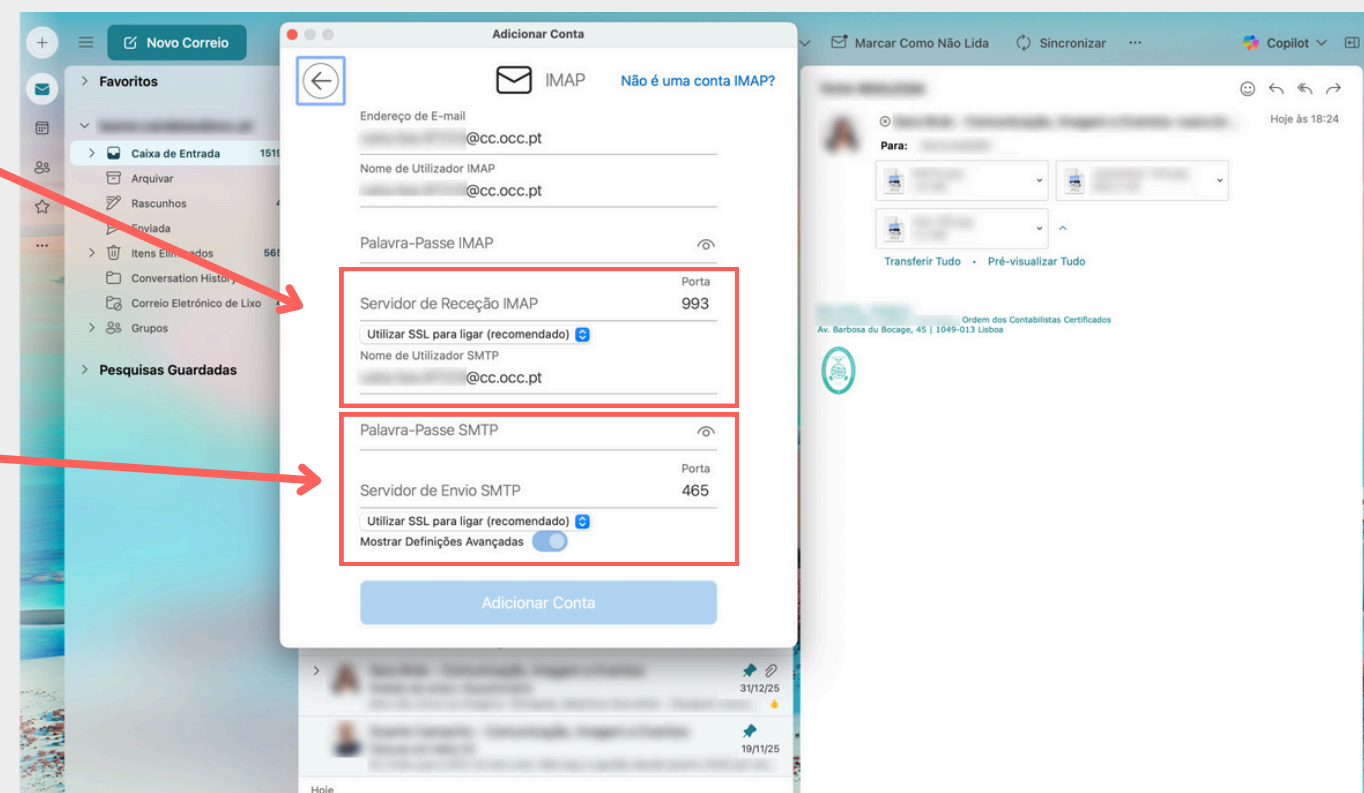 Novo Correio
Favoritos
Caixa de Entrada 1519
Arquivar
Rascunhos
Enviada
Itens Eliminados 565
Conversation History
Correio Eletrónico de Lixo
Grupos
Pesquisas Guardadas
Adicionar Conta
IMAP
Não é uma conta IMAP?
Endereço de E-mail
@cc.occ.pt
Nome de Utilizador IMAP
@cc.occ.pt
Palavra-Passe IMAP
Porta
Servidor de Receção IMAP 993
Utilizar SSL para ligar (recomendado)
Nome de Utilizador SMTP
@cc.occ.pt
Palavra-Passe SMTP
Porta
Servidor de Envio SMTP 465
Utilizar SSL para ligar (recomendado)
Mostrar Definições Avançadas
Adicionar Conta
31/12/25
19/11/25
Hoje
Marcar Como Não Lida
Sincronizar
Copilot
Hoje às 18:24
Para:
Transferir Tudo · Pré-visualizar Tudo
Ordem dos Contabilistas Certificados
Av. Barbosa du Bocage, 45 | 1049-013 Lisboa